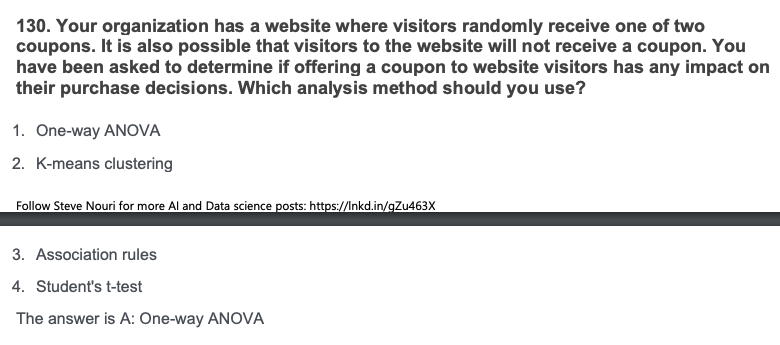 130. Your organization has a website where visitors randomly receive one of two
coupons. It is also possible that visitors to the website will not receive a coupon. You
have been asked to determine if offering a coupon to website visitors has any impact on
their purchase decisions. Which analysis method should you use?
1. One-way ANOVA
2. K-means clustering
Follow Steve Nouri for more AI and Data science posts: https://lnkd.in/gZu463X
3. Association rules
4. Student's t-test
The answer is A: One-way ANOVA